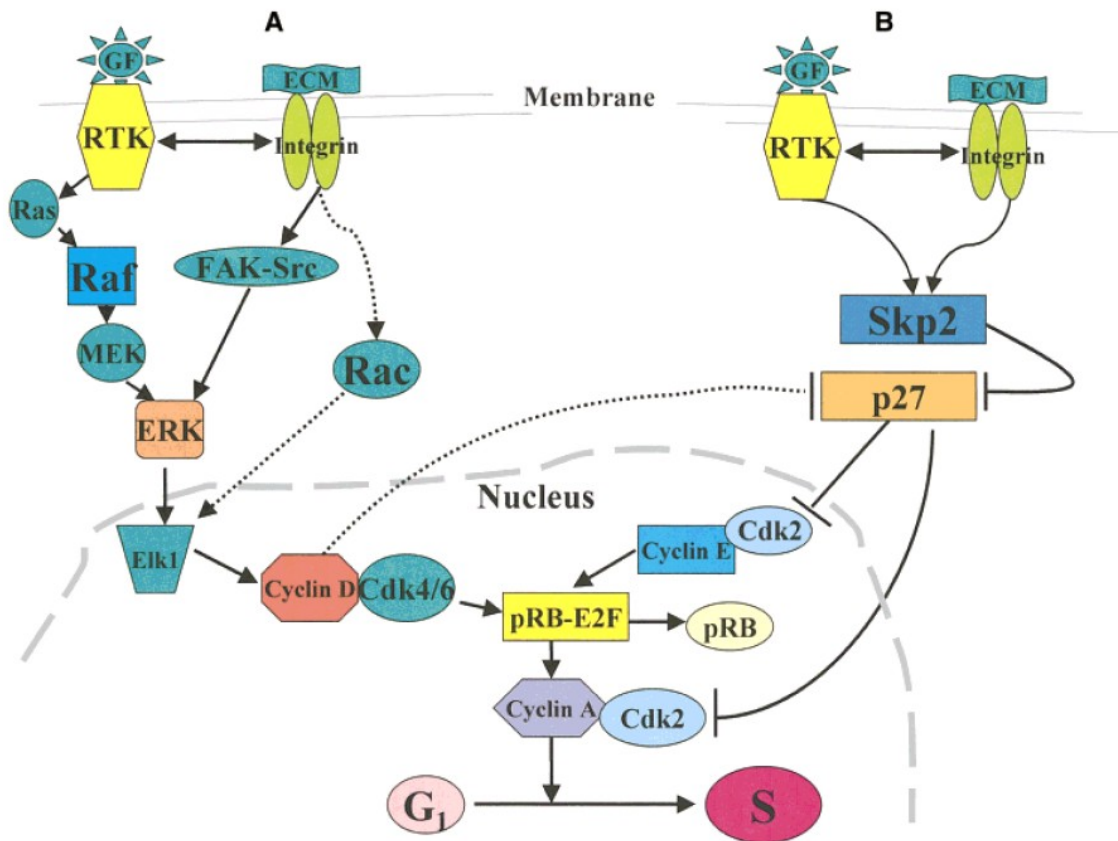 A
B
GF
GF
ECM
ECM
Membrane
RTK
Integrin
RTK
Integrin
Ras
Raf
FAK-Src
MEK
Rac
Skp2
p27
ERK
Nucleus
Elk1
Cyclin D
Cdk4/6
Cyclin E
Cdk2
pRB-E2F
pRB
Cyclin A
Cdk2
G1
S